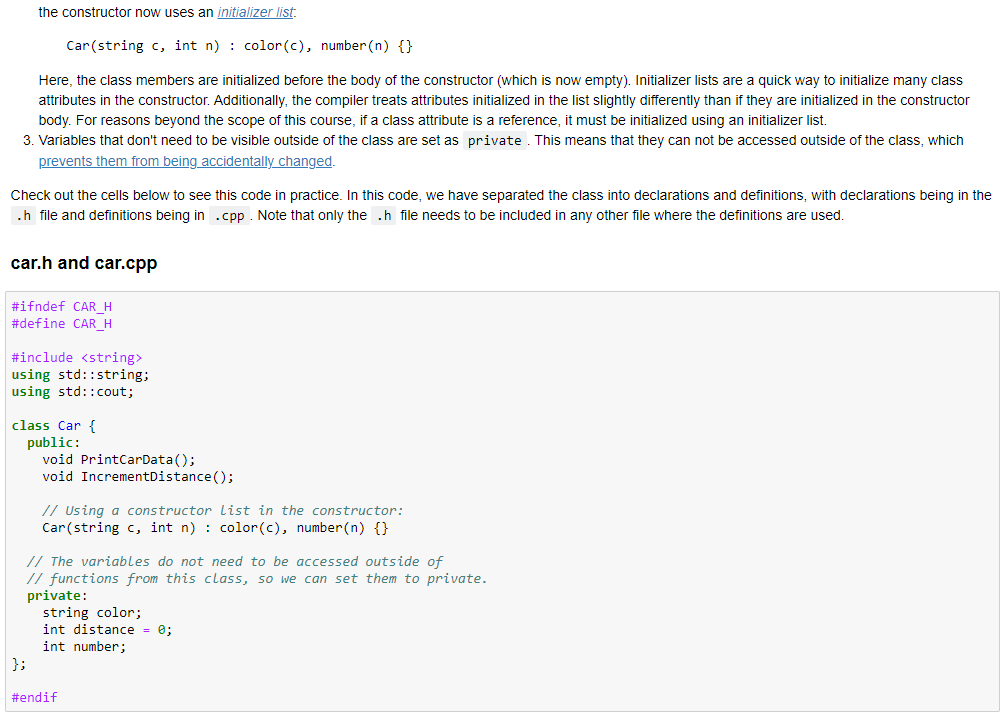 the constructor now uses an initializer list:
Car(string c, int n) : color(c), number(n) {}
Here, the class members are initialized before the body of the constructor (which is now empty). Initializer lists are a quick way to initialize many class
attributes in the constructor. Additionally, the compiler treats attributes initialized in the list slightly differently than if they are initialized in the constructor
body. For reasons beyond the scope of this course, if a class attribute is a reference, it must be initialized using an initializer list.
3. Variables that don't need to be visible outside of the class are set as private . This means that they can not be accessed outside of the class, which
prevents them from being accidentally changed.
Check out the cells below to see this code in practice. In this code, we have separated the class into declarations and definitions, with declarations being in the
.h file and definitions being in .cpp . Note that only the .h file needs to be included in any other file where the definitions are used.
car.h and car.cpp
#ifndef CAR_H
#define CAR_H
#include <string>
using std::string;
using std::cout;
class Car {
  public:
    void PrintCarData();
    void IncrementDistance();
    // Using a constructor list in the constructor:
    Car(string c, int n) : color(c), number(n) {}
  // The variables do not need to be accessed outside of
  // functions from this class, so we can set them to private.
  private:
    string color;
    int distance = 0;
    int number;
};
#endif